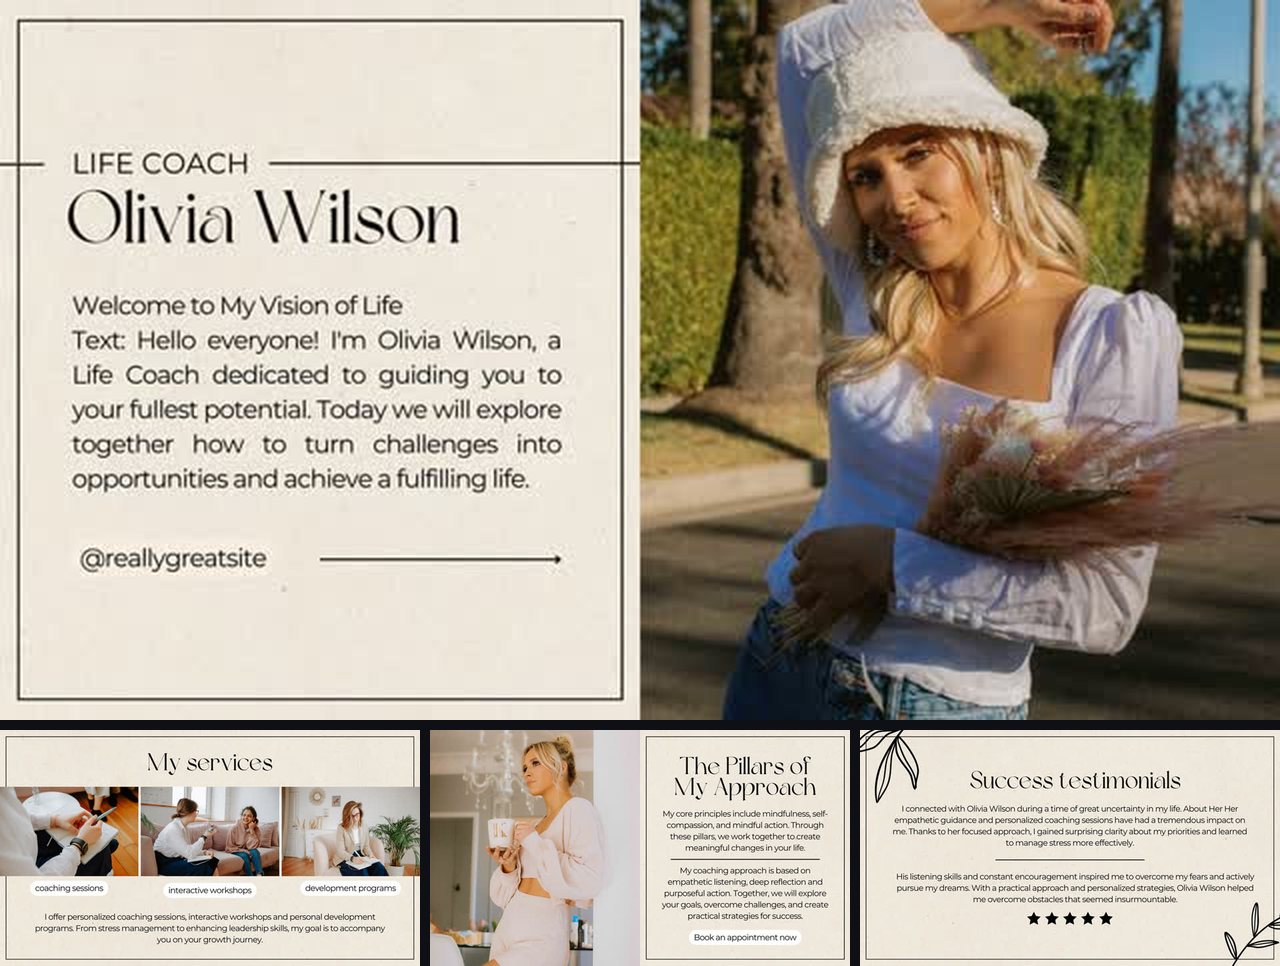 LIFE COACH
Olivia Wilson
Welcome to My Vision of Life
Text: Hello everyone! I'm Olivia Wilson, a
Life Coach dedicated to guiding you to
your fullest potential. Today we will explore
together how to turn challenges into
opportunities and achieve a fulfilling life.
@reallygreatsite
My services
coaching sessions
interactive workshops
development programs
I offer personalized coaching sessions, interactive workshops and personal development
programs. From stress management to enhancing leadership skills, my goal is to accompany
you on your growth journey.
The Pillars of
My Approach
My core principles include mindfulness, self-
compassion, and mindful action. Through
these pillars, we work together to create
meaningful changes in your life.
My coaching approach is based on
empathetic listening, deep reflection and
purposeful action. Together, we will explore
your goals, overcome challenges, and create
practical strategies for success.
Book an appointment now
Success testimonials
I connected with Olivia Wilson during a time of great uncertainty in my life. About Her Her
empathetic guidance and personalized coaching sessions have had a tremendous impact on
me. Thanks to her focused approach, I gained surprising clarity about my priorities and learned
to manage stress more effectively.
His listening skills and constant encouragement inspired me to overcome my fears and actively
pursue my dreams. With a practical approach and personalized strategies, Olivia Wilson helped
me overcome obstacles that seemed insurmountable.